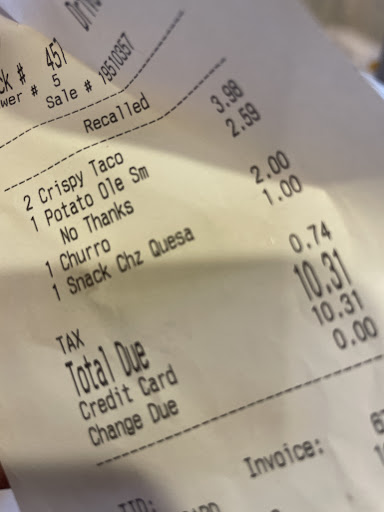 ck # 457
wer # 5
Sale # 19510357
Recalled
2 Crispy Taco 3.98
1 Potato Ole Sm 2.59
No Thanks
1 Churro 2.00
1 Snack Chz Quesa 1.00
TAX 0.74
Total Due 10.31
Credit Card 10.31
Change Due 0.00
Invoice: